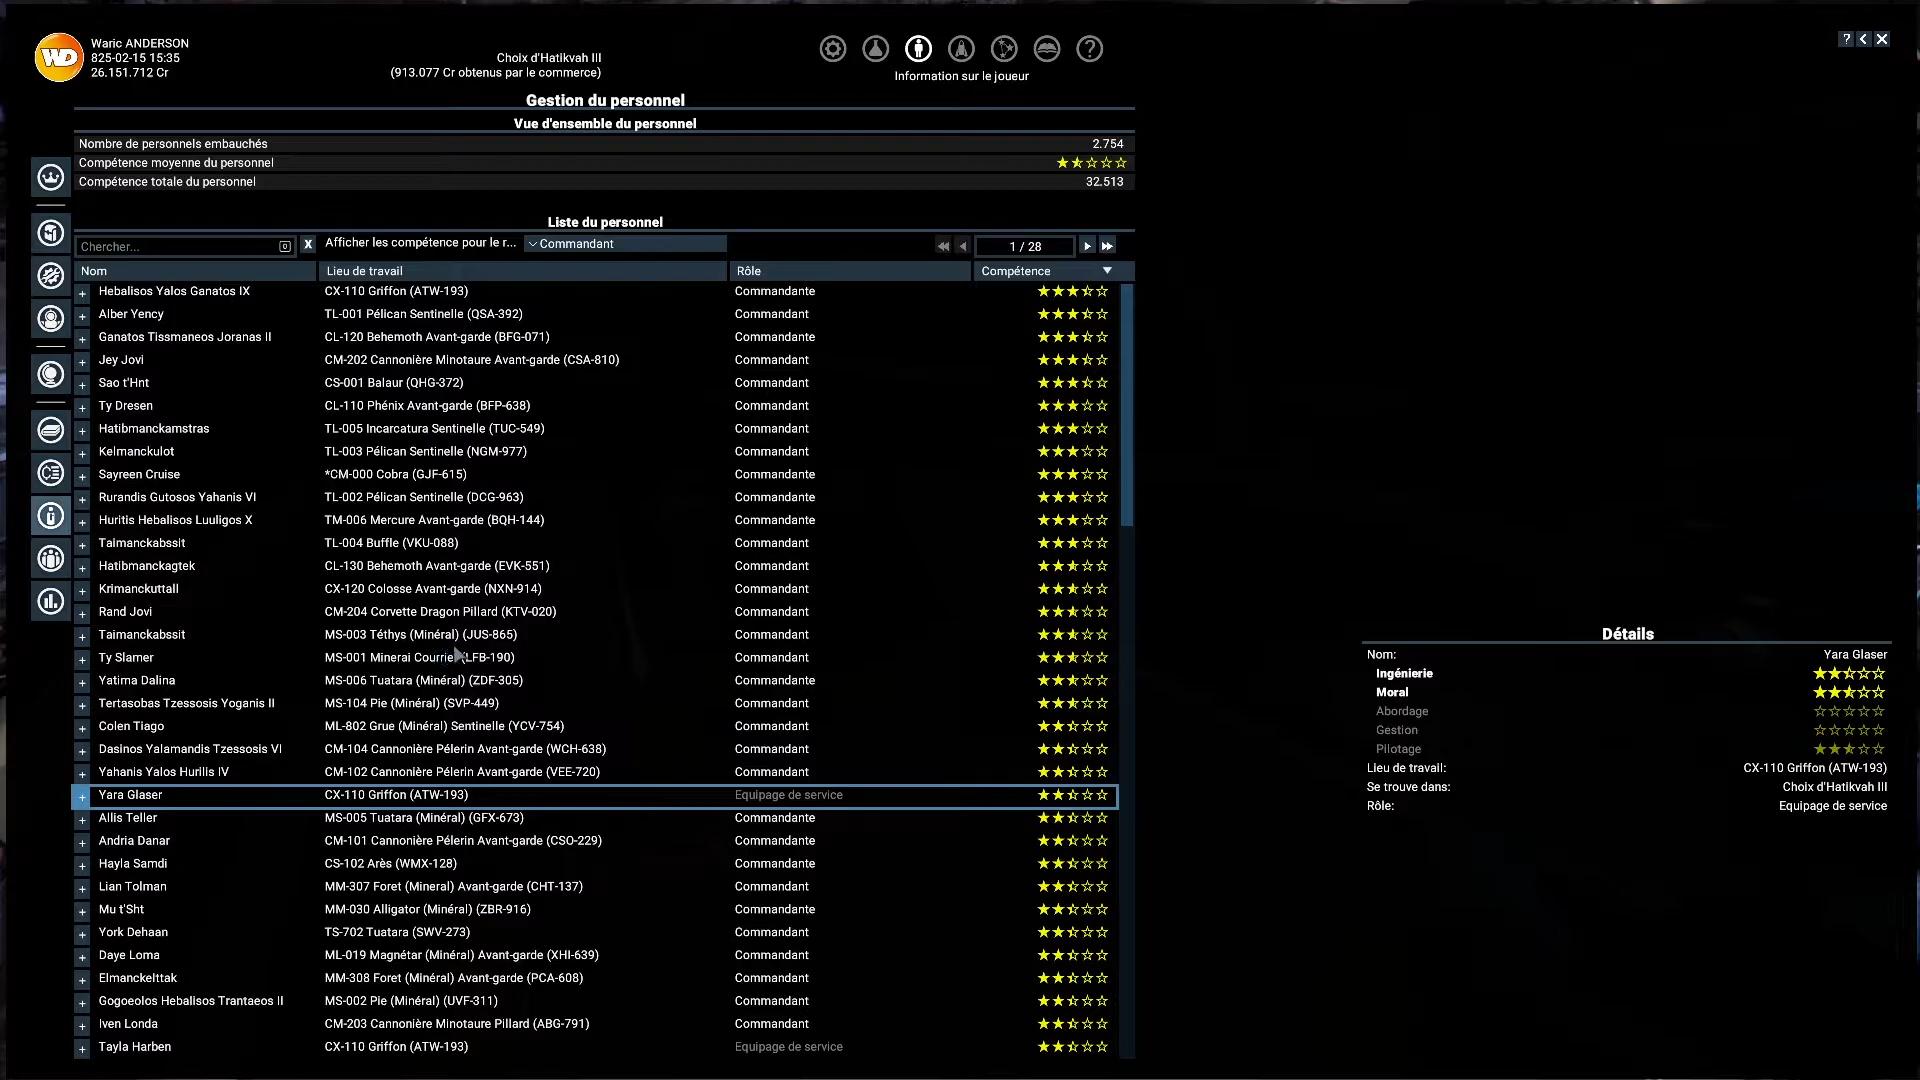 WD
Waric ANDERSON
825-02-15 15:35
26.151.712 Cr
Choix d'Hatikvah III
(913.077 Cr obtenus par le commerce)
Information sur le joueur
?
? < X
Gestion du personnel
Vue d'ensemble du personnel
Nombre de personnels embauchés 2.754
Compétence moyenne du personnel
Compétence totale du personnel 32.513
Liste du personnel
Chercher... X Afficher les compétence pour le r... Commandant 1 / 28
Nom Lieu de travail Rôle Compétence
+ Hebalisos Yalos Ganatos IX CX-110 Griffon (ATW-193) Commandante
+ Alber Yency TL-001 Pélican Sentinelle (QSA-392) Commandant
+ Ganatos Tissmaneos Joranas II CL-120 Behemoth Avant-garde (BFG-071) Commandante
+ Jey Jovi CM-202 Cannonière Minotaure Avant-garde (CSA-810) Commandant
+ Sao t'Hnt CS-001 Balaur (QHG-372) Commandant
+ Ty Dresen CL-110 Phénix Avant-garde (BFP-638) Commandant
+ Hatibmanckamstras TL-005 Incarcatura Sentinelle (TUC-549) Commandant
+ Kelmanckulot TL-003 Pélican Sentinelle (NGM-977) Commandant
+ Sayreen Cruise *CM-000 Cobra (GJF-615) Commandante
+ Rurandis Gutosos Yahanis VI TL-002 Pélican Sentinelle (DCG-963) Commandante
+ Huritis Hebalisos Luuligos X TM-006 Mercure Avant-garde (BQH-144) Commandante
+ Taimanckabssit TL-004 Buffle (VKU-088) Commandant
+ Hatibmanckagtek CL-130 Behemoth Avant-garde (EVK-551) Commandant
+ Krimanckuttall CX-120 Colosse Avant-garde (NXN-914) Commandant
+ Rand Jovi CM-204 Corvette Dragon Pillard (KTV-020) Commandant
+ Taimanckabssit MS-003 Téthys (Minéral) (JUS-865) Commandant
+ Ty Slamer MS-001 Minerai Courrier (LFB-190) Commandant
+ Yatima Dalina MS-006 Tuatara (Minéral) (ZDF-305) Commandante
+ Tertasobas Tzessosis Yoganis II MS-104 Pie (Minéral) (SVP-449) Commandant
+ Colen Tiago ML-802 Grue (Minéral) Sentinelle (YCV-754) Commandant
+ Dasinos Yalamandis Tzessosis VI CM-104 Cannonière Pélerin Avant-garde (WCH-638) Commandant
+ Yahanis Yalos Hurilis IV CM-102 Cannonière Pélerin Avant-garde (VEE-720) Commandant
+ Yara Glaser CX-110 Griffon (ATW-193) Equipage de service
+ Allis Teller MS-005 Tuatara (Minéral) (GFX-673) Commandante
+ Andria Danar CM-101 Cannonière Pélerin Avant-garde (CSO-229) Commandante
+ Hayla Samdi CS-102 Arès (WMX-128) Commandante
+ Lian Tolman MM-307 Foret (Mineral) Avant-garde (CHT-137) Commandant
+ Mu t'Sht MM-030 Alligator (Minéral) (ZBR-916) Commandante
+ York Dehaan TS-702 Tuatara (SWV-273) Commandant
+ Daye Loma ML-019 Magnétar (Minéral) Avant-garde (XHI-639) Commandant
+ Elmanckelttak MM-308 Foret (Minéral) Avant-garde (PCA-608) Commandant
+ Gogoeolos Hebalisos Trantaeos II MS-002 Pie (Minéral) (UVF-311) Commandant
+ Iven Londa CM-203 Cannonière Minotaure Pillard (ABG-791) Commandant
+ Tayla Harben CX-110 Griffon (ATW-193) Equipage de service
Détails
Nom: Yara Glaser
Ingénierie
Moral
Abordage
Gestion
Pilotage
Lieu de travail: CX-110 Griffon (ATW-193)
Se trouve dans: Choix d'Hatikvah III
Rôle: Equipage de service